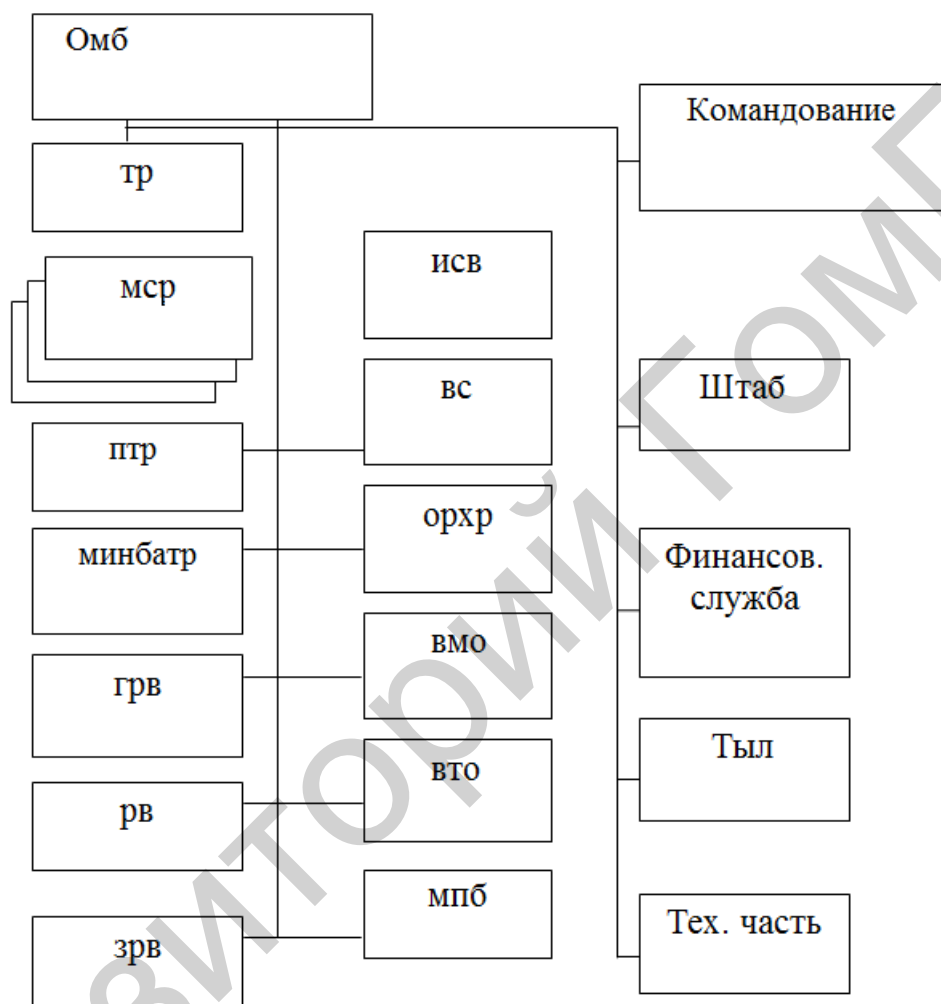 Омб
Командование
тр
исв
мср
вс
Штаб
птр
орхр
минбатр
Финансов.
служба
вмо
грв
Тыл
вто
рв
мпб
Тех. часть
зрв